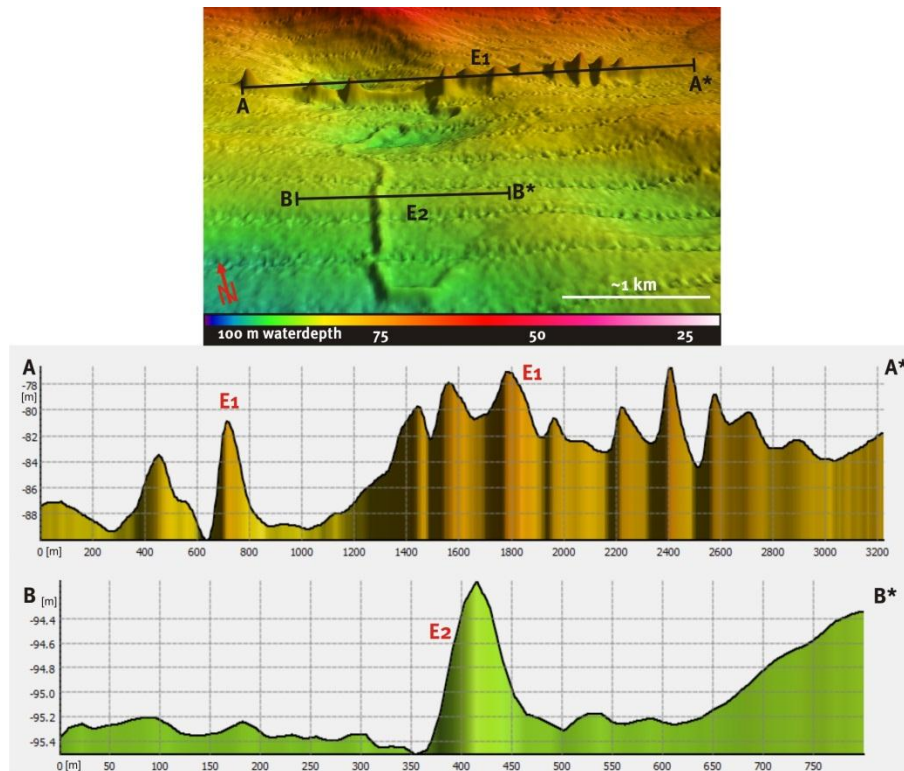 E1
A
A*
B
B*
E2
N
~1 km
100 m waterdepth 75 50 25
A
A*
-78
[m]
E1
E1
-80
-82
-84
-86
-88
0 [m] 200 400 600 800 1000 1200 1400 1600 1800 2000 2200 2400 2600 2800 3000 3200
B
[m]
B*
-94.4
E2
-94.6
-94.8
-95.0
-95.2
-95.4
0 [m] 50 100 150 200 250 300 350 400 450 500 550 600 650 700 750